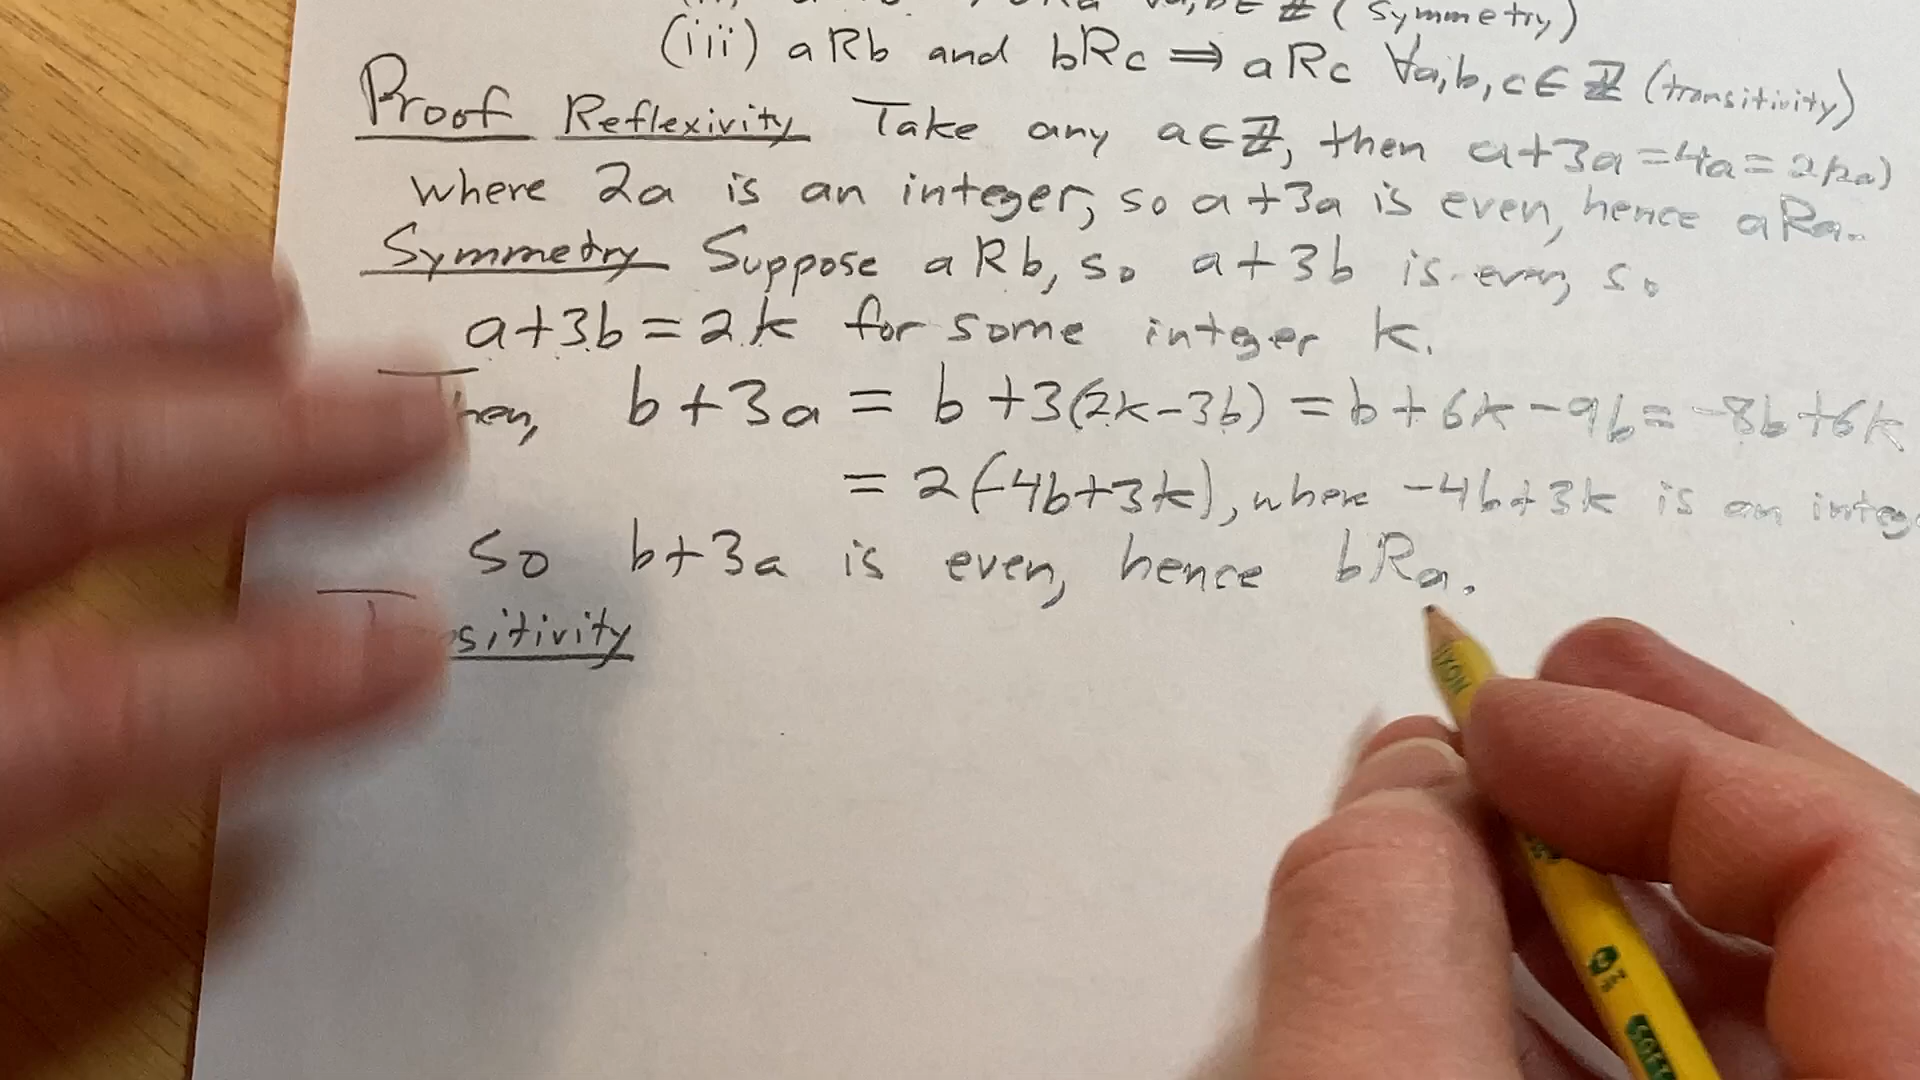 ∀a,b∈ℤ (symmetry)
(iii) aRb and bRc ⇒ aRc ∀a,b,c∈ℤ (transitivity)
Proof Reflexivity Take any a∈ℤ, then a+3a=4a=2(2a)
where 2a is an integer, so a+3a is even, hence aRa.
Symmetry Suppose aRb, so a+3b is even, so
a+3b=2k for some integer k.
b+3a = b+3(2k-3b) = b+6k-9b = -8b+6k
= 2(-4b+3k), where -4b+3k is an integ
So b+3a is even, hence bRa.
sitivity